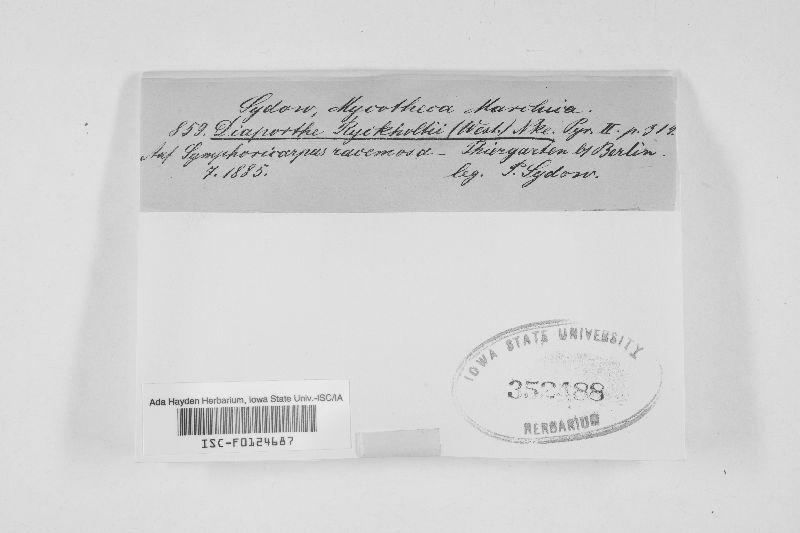 Sydow, Mycotheca Marchica.
859. Diaporthe Ryckholtii (West.) Nke. Pyr. II. p. 312
Auf Symphoricarpus racemosa – Thiergarten bei Berlin.
7. 1885. leg. P. Sydow.
IOWA STATE UNIVERSITY
352488
HERBARIUM
Ada Hayden Herbarium, Iowa State Univ.-ISC/IA
ISC-F0124687